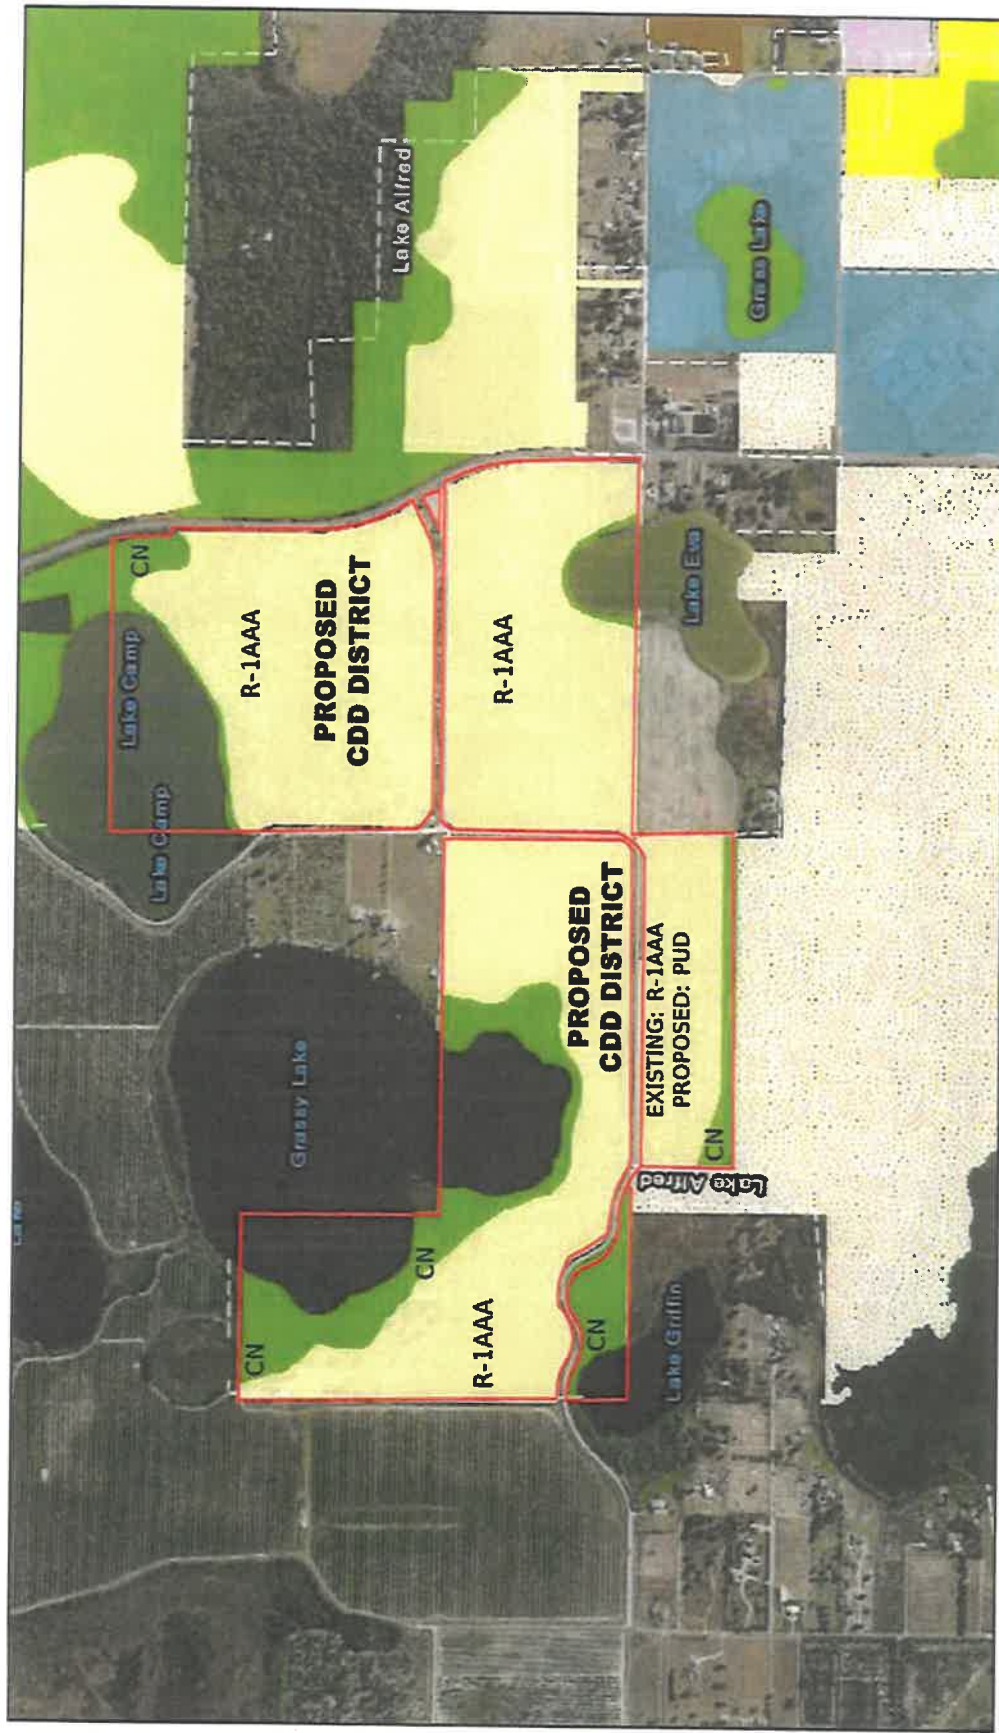 Lake Camp
CN
Lake Camp
R-1AAA
CN
Grassy Lake
PROPOSED
CDD DISTRICT
Lake Alfred
CN
R-1AAA
R-1AAA
PROPOSED
CDD DISTRICT
CN
EXISTING: R-1AAA
PROPOSED: PUD
Lake Griffin
Lake Alfred
CN
Lake Eva
Grass Lake